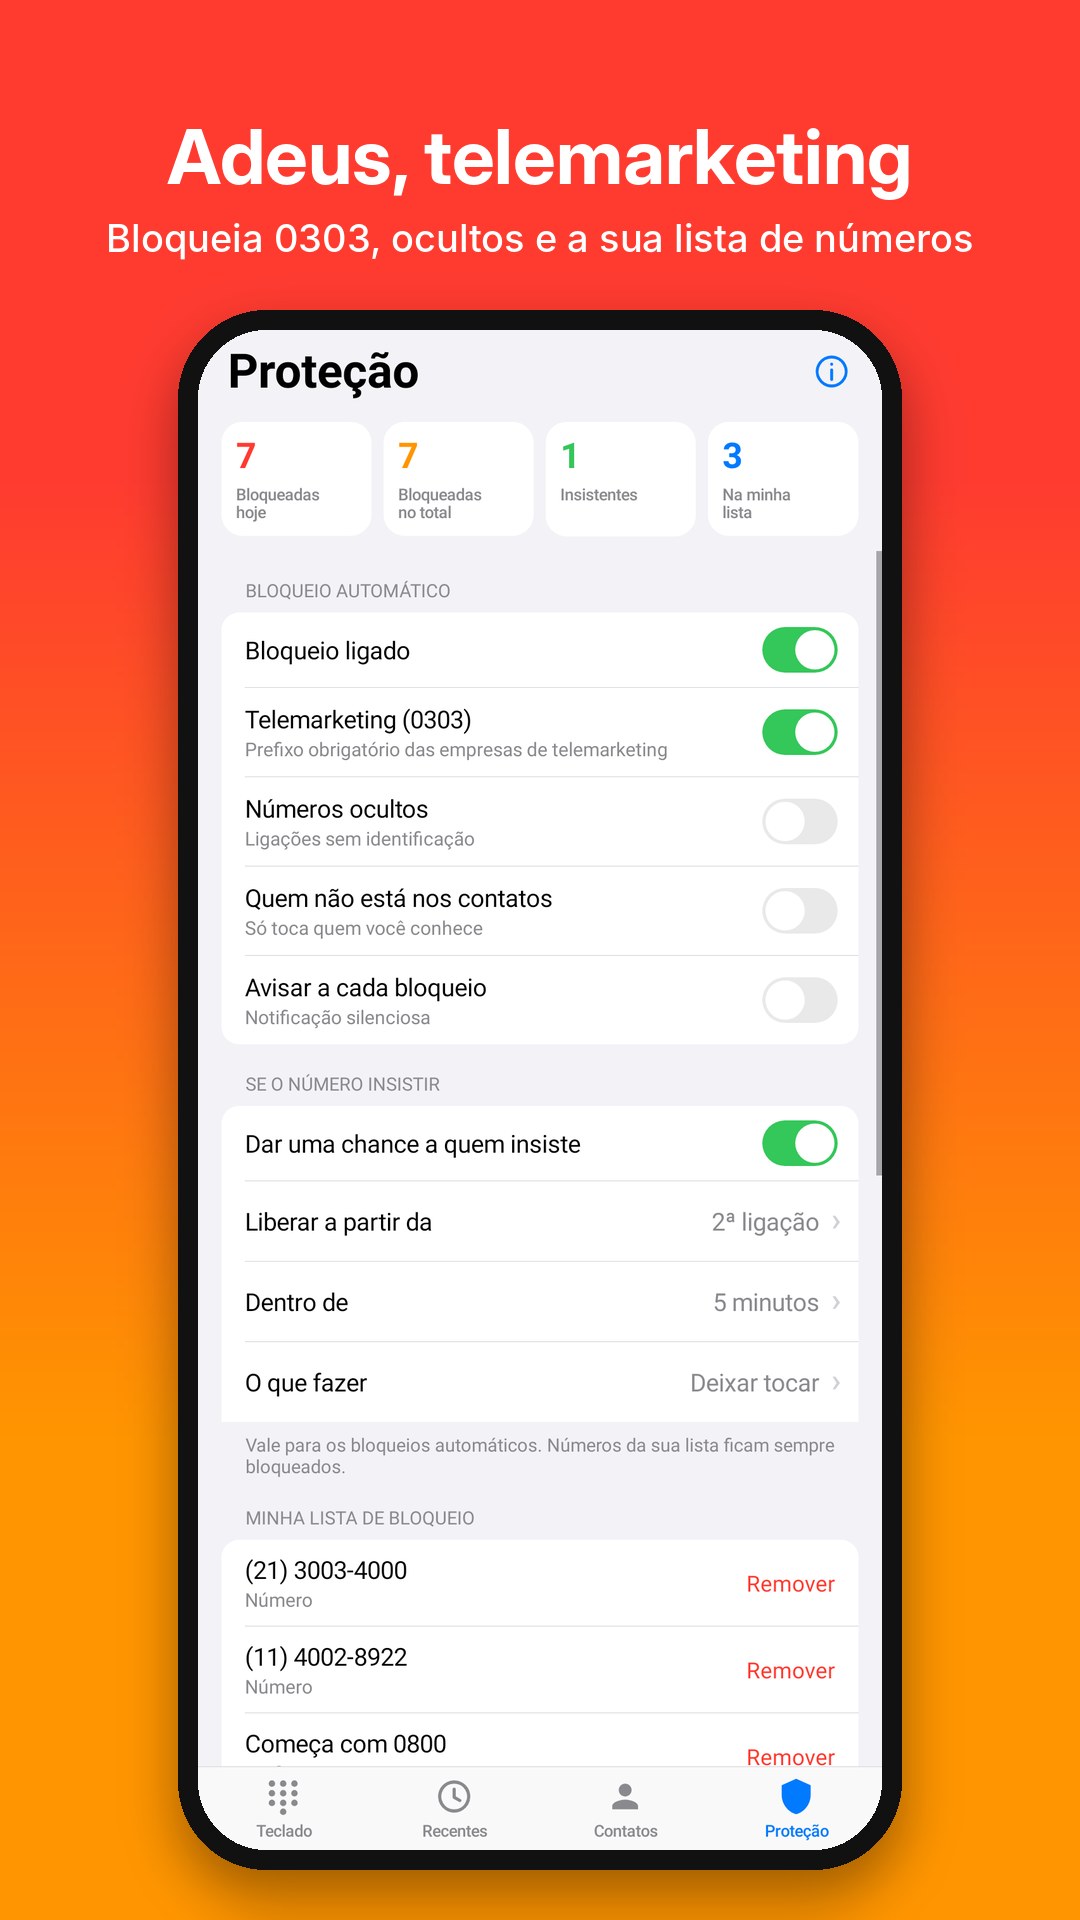 Adeus, telemarketing
Bloqueia 0303, ocultos e a sua lista de números
Proteção
7
Bloqueadas
hoje
7
Bloqueadas
no total
1
Insistentes
3
Na minha
lista
BLOQUEIO AUTOMÁTICO
Bloqueio ligado
Telemarketing (0303)
Prefixo obrigatório das empresas de telemarketing
Números ocultos
Ligações sem identificação
Quem não está nos contatos
Só toca quem você conhece
Avisar a cada bloqueio
Notificação silenciosa
SE O NÚMERO INSISTIR
Dar uma chance a quem insiste
Liberar a partir da 2ª ligação
Dentro de 5 minutos
O que fazer Deixar tocar
Vale para os bloqueios automáticos. Números da sua lista ficam sempre
bloqueados.
MINHA LISTA DE BLOQUEIO
(21) 3003-4000
Número
Remover
(11) 4002-8922
Número
Remover
Começa com 0800
Remover
Teclado
Recentes
Contatos
Proteção